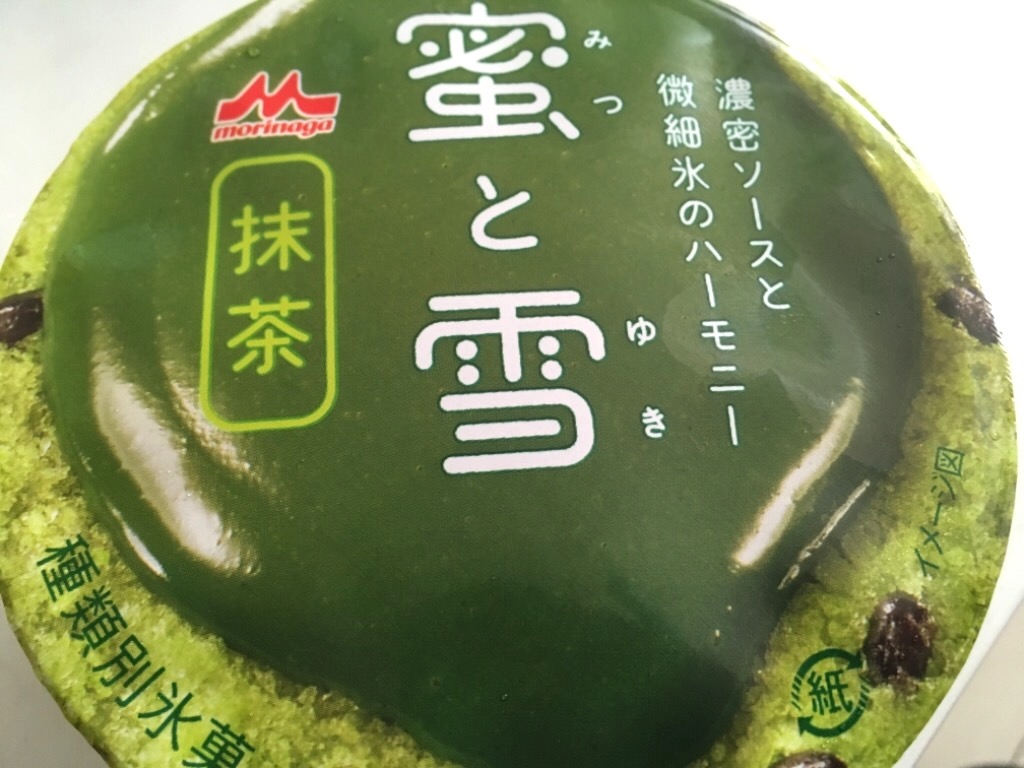 濃密ソースと
微細氷のハーモニー
蜜と雪
みつ
ゆき
morinaga
抹茶
イメージ図
種類別氷菓
紙